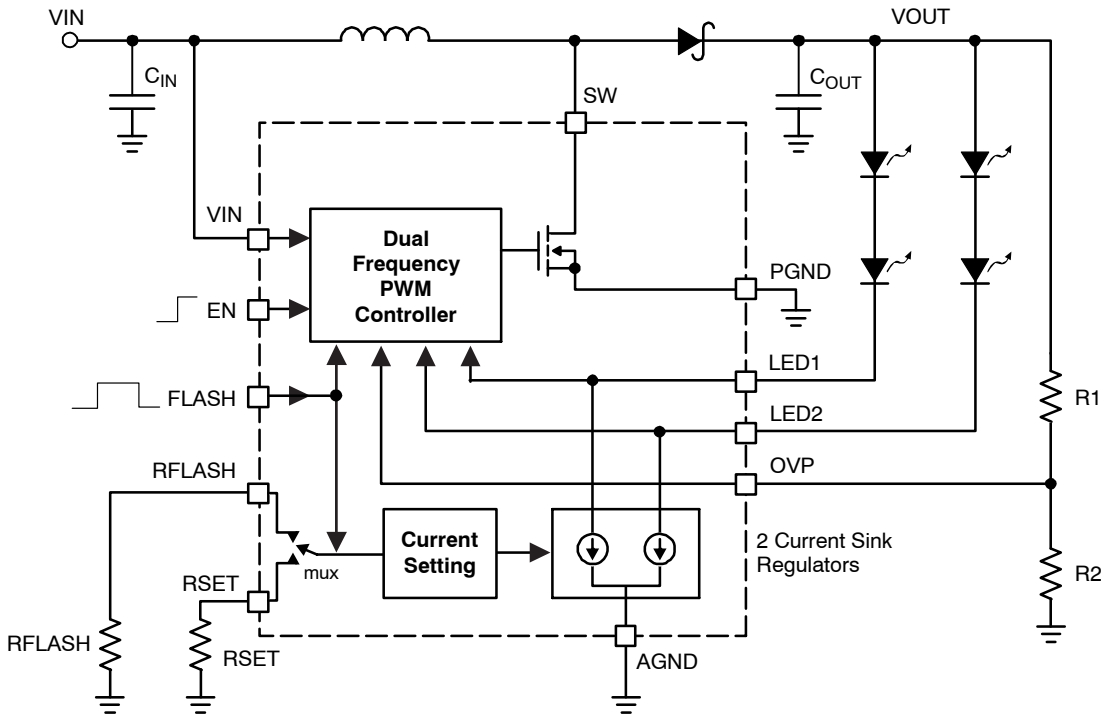 VIN
VOUT
C_IN
C_OUT
SW
VIN
Dual
Frequency
PWM
Controller
PGND
EN
LED1
FLASH
R1
LED2
RFLASH
OVP
Current
Setting
2 Current Sink
Regulators
mux
RSET
R2
RFLASH
RSET
AGND